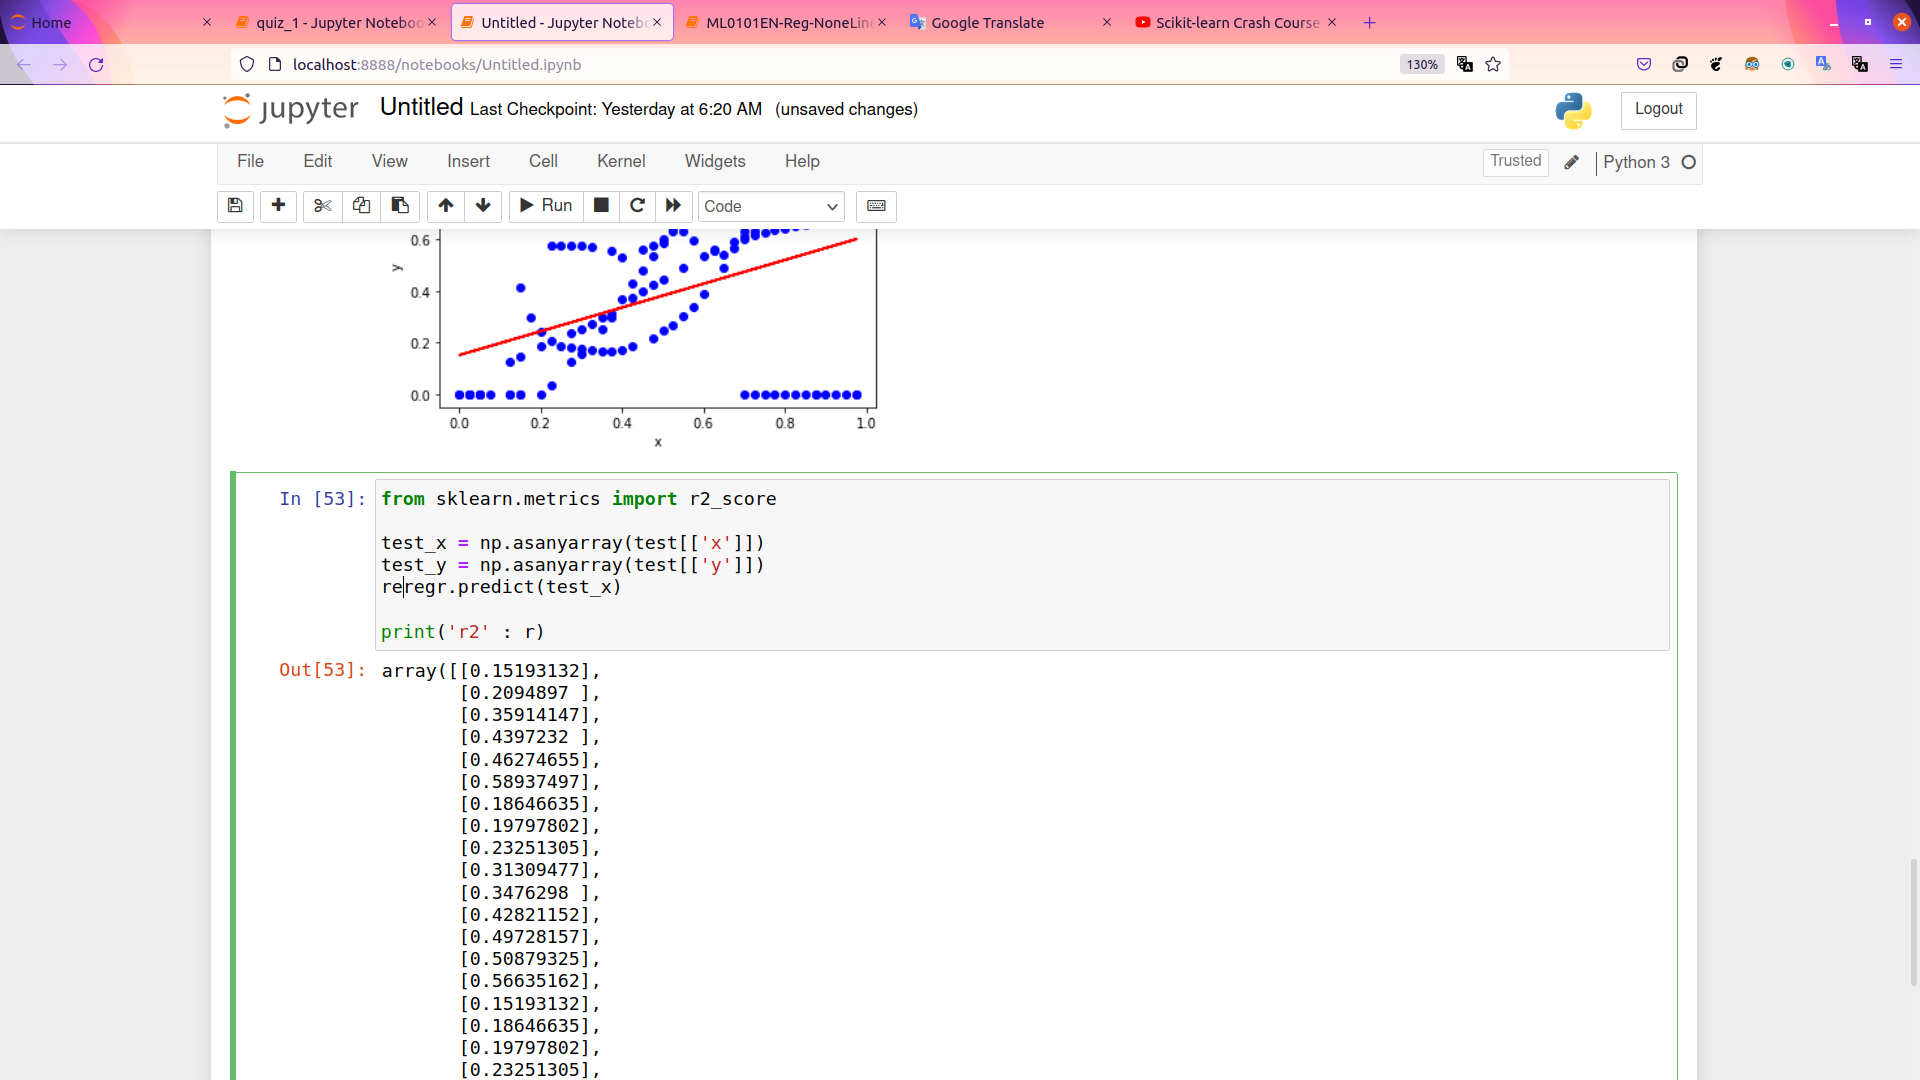 Home
quiz_1 - Jupyter Noteboo
Untitled - Jupyter Notebo
ML0101EN-Reg-NoneLine
Google Translate
Scikit-learn Crash Course
localhost:8888/notebooks/Untitled.ipynb
130%
jupyter Untitled Last Checkpoint: Yesterday at 6:20 AM (unsaved changes)
Logout
File Edit View Insert Cell Kernel Widgets Help
Trusted Python 3
Run Code
0.6
y
0.4
0.2
0.0
0.0 0.2 0.4 0.6 0.8 1.0
x
In [53]: from sklearn.metrics import r2_score
test_x = np.asanyarray(test[['x']])
test_y = np.asanyarray(test[['y']])
reregr.predict(test_x)
print('r2' : r)
Out[53]: array([[0.15193132],
[0.2094897 ],
[0.35914147],
[0.4397232 ],
[0.46274655],
[0.58937497],
[0.18646635],
[0.19797802],
[0.23251305],
[0.31309477],
[0.3476298 ],
[0.42821152],
[0.49728157],
[0.50879325],
[0.56635162],
[0.15193132],
[0.18646635],
[0.19797802],
[0.23251305],